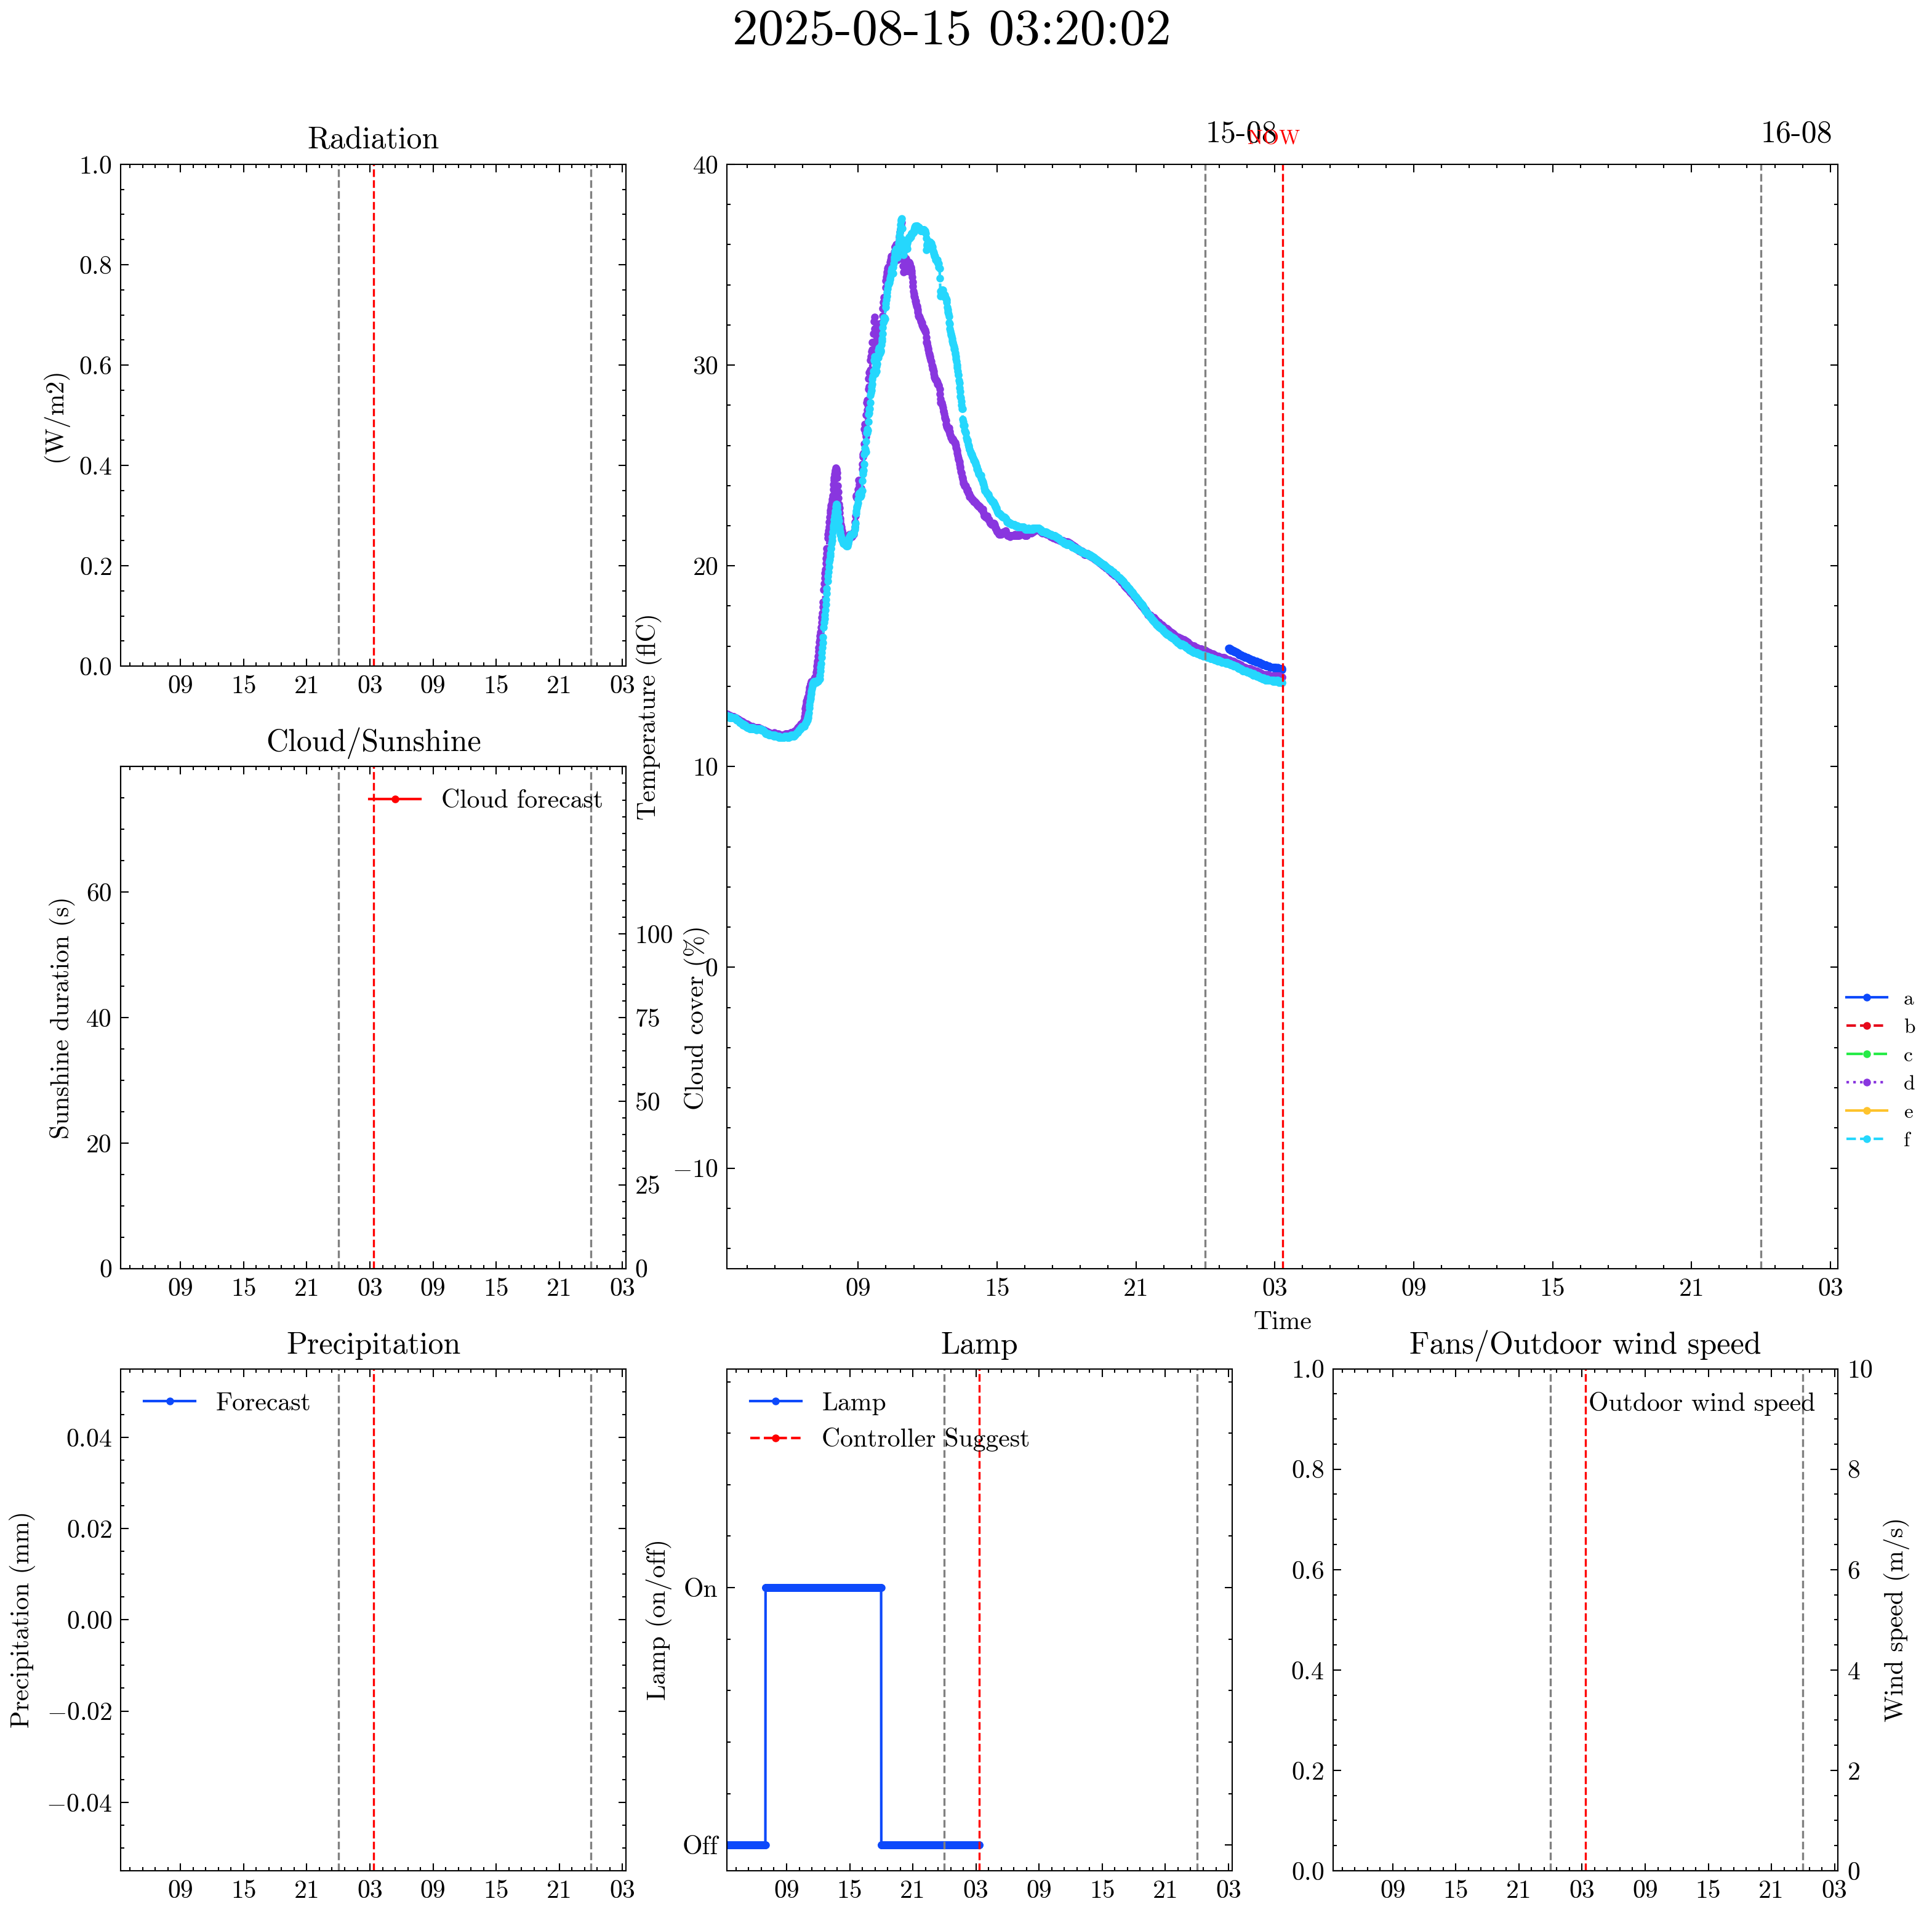 2025-08-15 03:20:02
Radiation
1.0
0.8
0.6
0.4
0.2
0.0
(W/m2)
09 15 21 03 09 15 21 03
Cloud/Sunshine
Cloud forecast
60
40
20
0
Sunshine duration (s)
100
75
50
25
0
Cloud cover (%)
09 15 21 03 09 15 21 03
15-08
NOW
16-08
40
30
20
10
0
−10
Temperature (ﬂC)
09 15 21 03 09 15 21 03
Time
a
b
c
d
e
f
Precipitation
Forecast
0.04
0.02
0.00
−0.02
−0.04
Precipitation (mm)
09 15 21 03 09 15 21 03
Lamp
Lamp
Controller Suggest
On
Off
Lamp (on/off)
09 15 21 03 09 15 21 03
Fans/Outdoor wind speed
Outdoor wind speed
1.0
0.8
0.6
0.4
0.2
0.0
10
8
6
4
2
0
Wind speed (m/s)
09 15 21 03 09 15 21 03